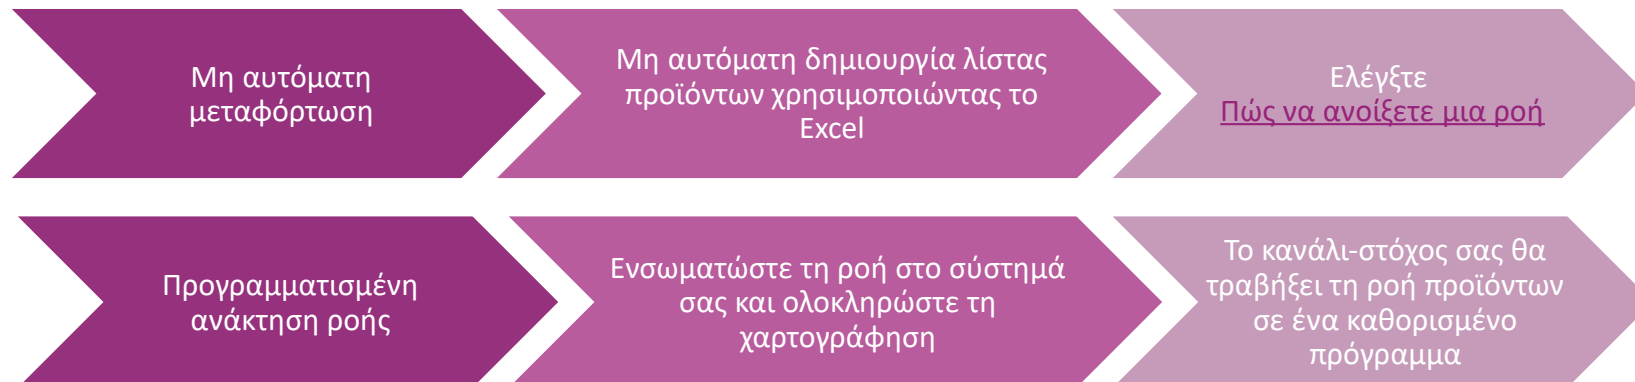 Μη αυτόματη
μεταφόρτωση
Μη αυτόματη δημιουργία λίστας
προϊόντων χρησιμοποιώντας το
Excel
Ελέγξτε
Πώς να ανοίξετε μια ροή
Προγραμματισμένη
ανάκτηση ροής
Ενσωματώστε τη ροή στο σύστημά
σας και ολοκληρώστε τη
χαρτογράφηση
Το κανάλι-στόχος σας θα
τραβήξει τη ροή προϊόντων
σε ένα καθορισμένο
πρόγραμμα